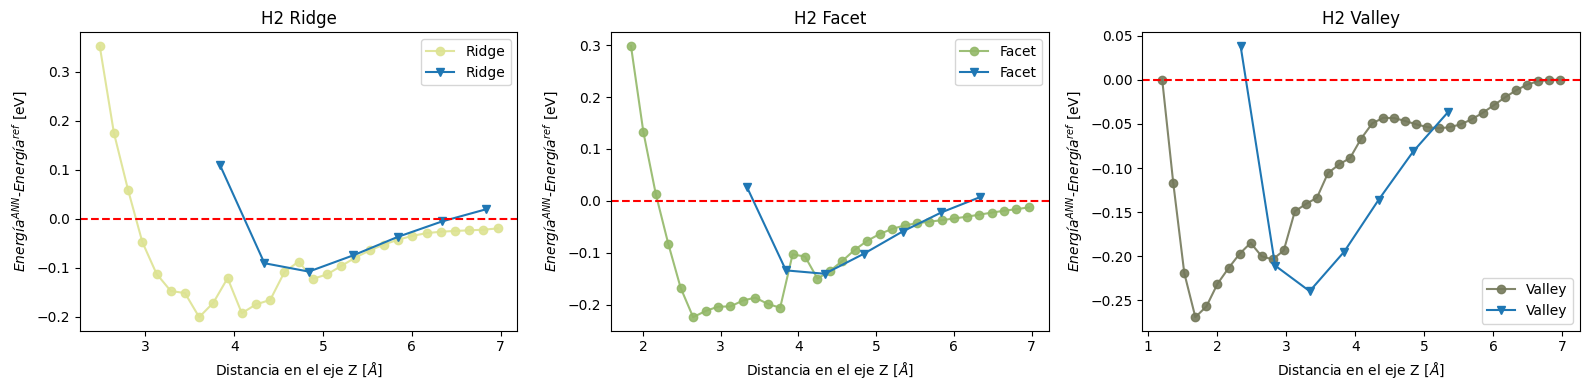 H2 Ridge
Energía^ANN-Energía^ref [eV]
0.3
0.2
0.1
0.0
−0.1
−0.2
Ridge
Ridge
3 4 5 6 7
Distancia en el eje Z [Å]
H2 Facet
Energía^ANN-Energía^ref [eV]
0.3
0.2
0.1
0.0
−0.1
−0.2
Facet
Facet
2 3 4 5 6 7
Distancia en el eje Z [Å]
H2 Valley
Energía^ANN-Energía^ref [eV]
0.05
0.00
−0.05
−0.10
−0.15
−0.20
−0.25
Valley
Valley
1 2 3 4 5 6 7
Distancia en el eje Z [Å]